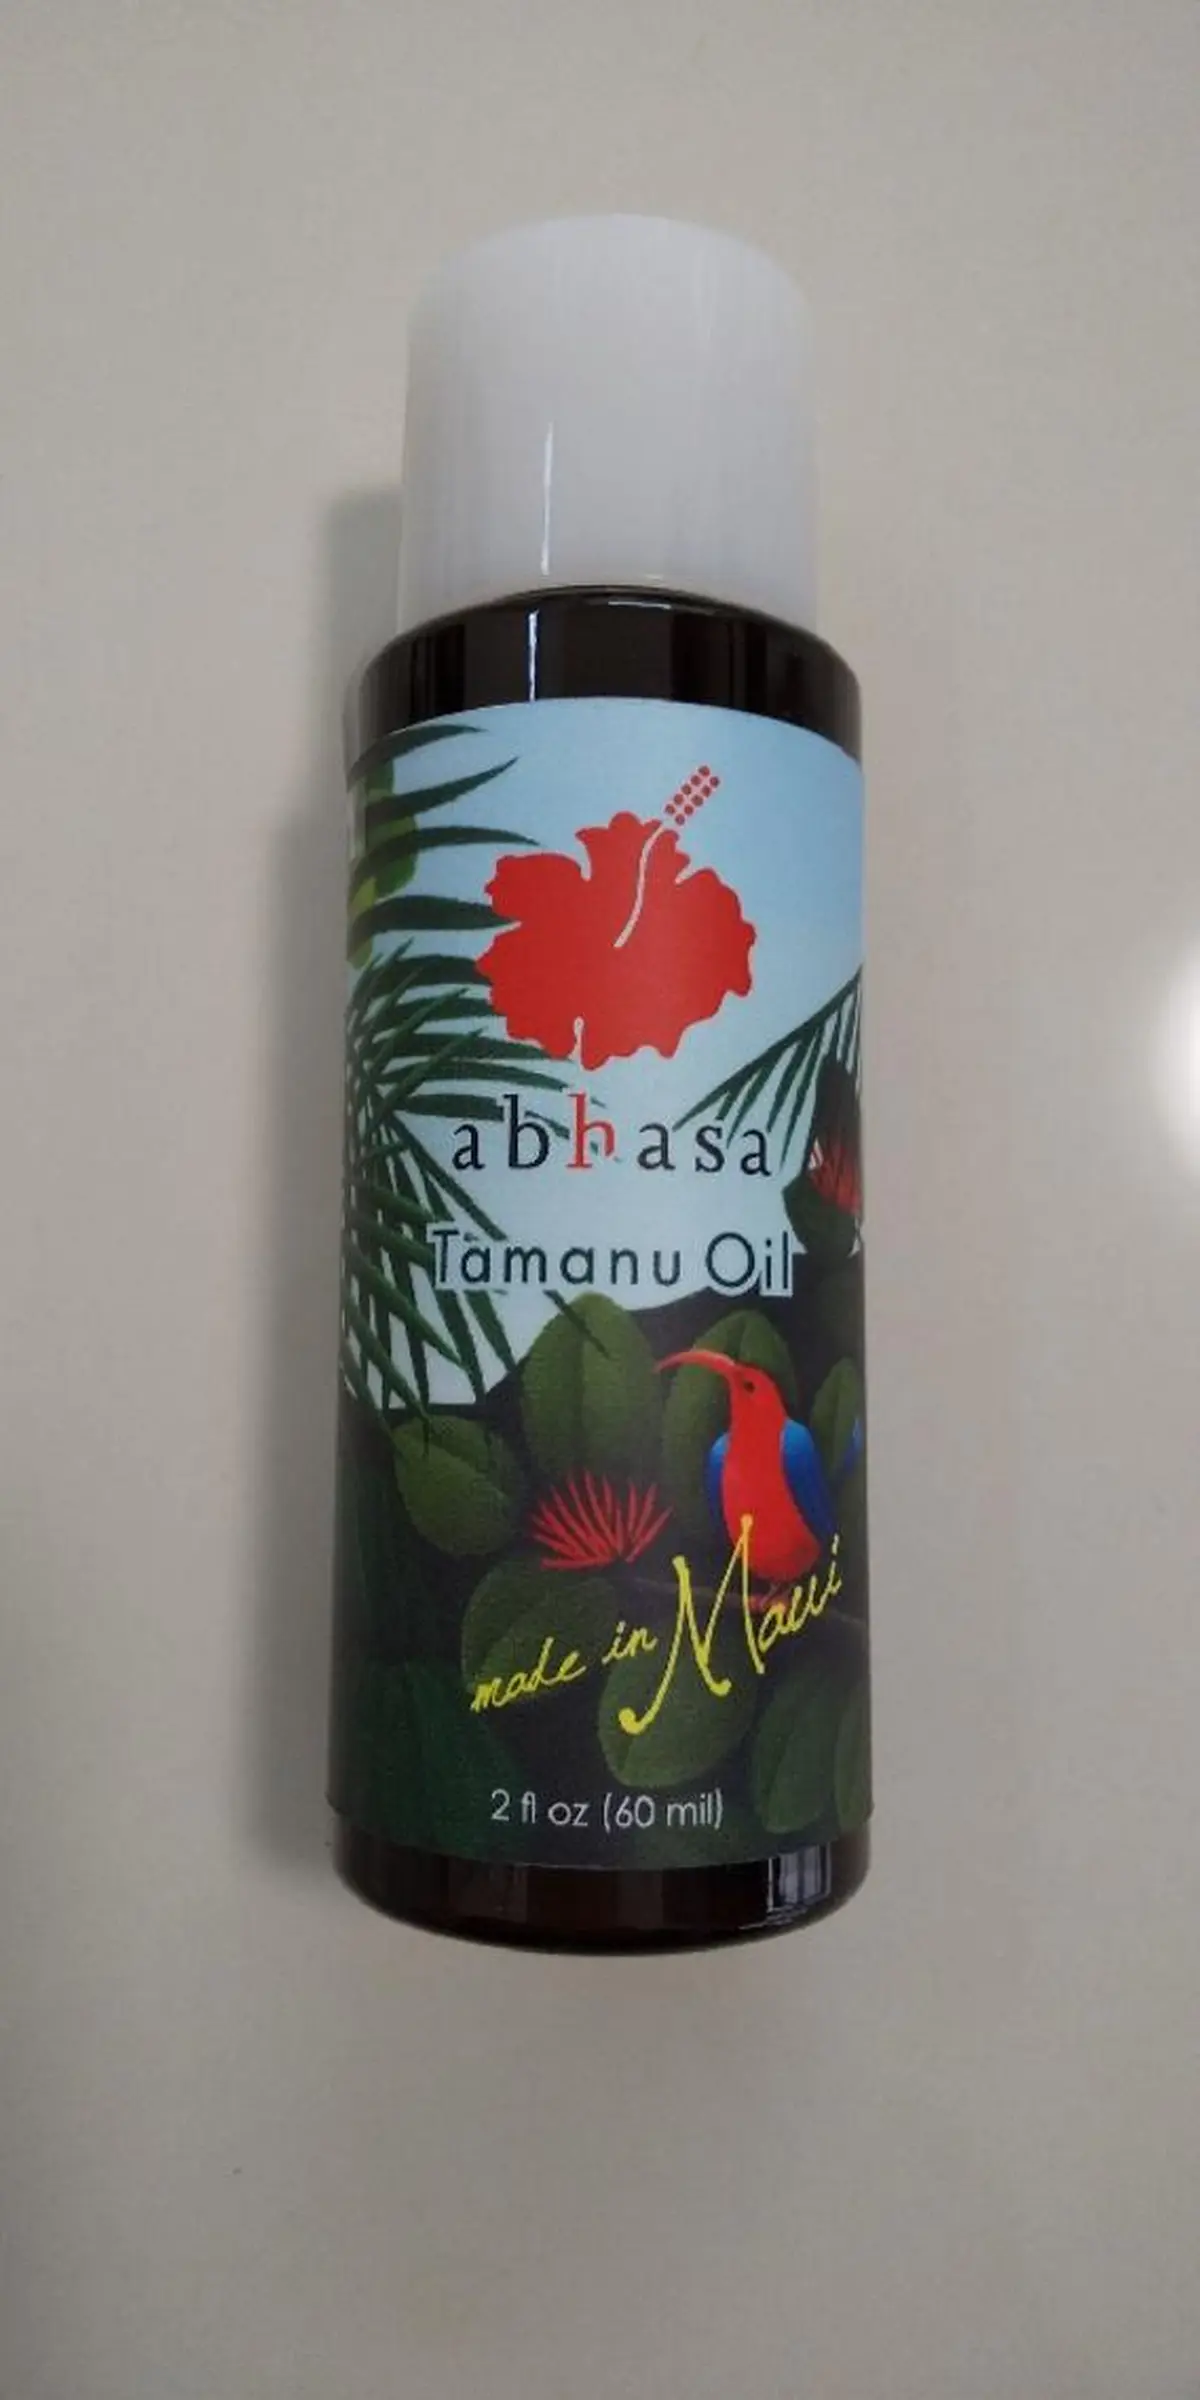 abhasa
Tamanu Oil
made in Maui
2 fl oz (60 mil)